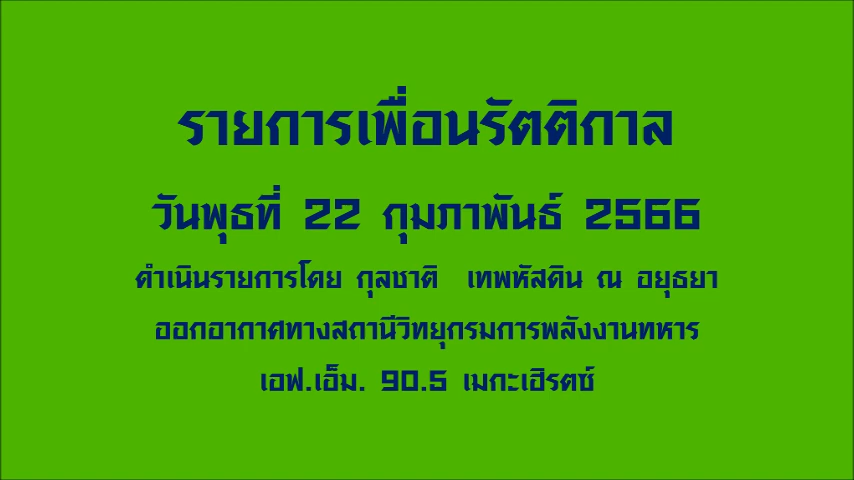 รายการเพื่อนรัตติกาล
วันพุธที่ 22 กุมภาพันธ์ 2566
ดำเนินรายการโดย กุลชาติ เทพหัสดิน ณ อยุธยา
ออกอากาศทางสถานีวิทยุกรมการพลังงานทหาร
เอฟ.เอ็ม. 90.5 เมกะเฮิรตซ์